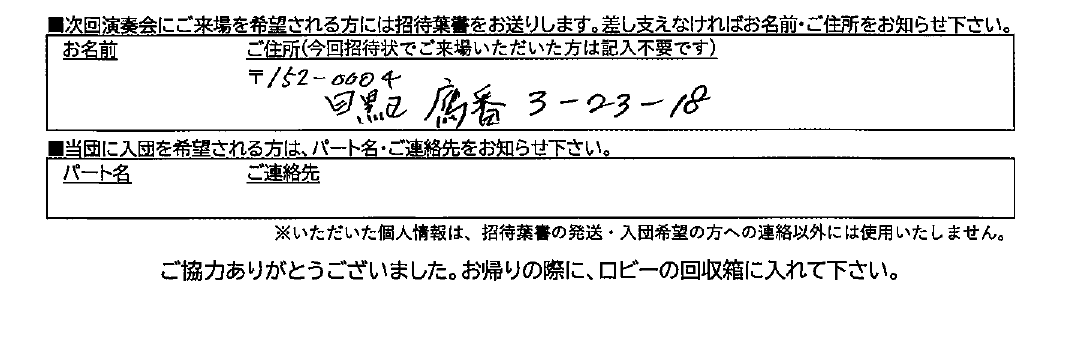 ■次回演奏会にご来場を希望される方には招待葉書をお送りします。差し支えなければお名前・ご住所をお知らせ下さい。
お名前 ご住所(今回招待状でご来場いただいた方は記入不要です)
〒152-0004
目黒区 鷹番 3-23-18
■当団に入団を希望される方は、パート名・ご連絡先をお知らせ下さい。
パート名 ご連絡先
※いただいた個人情報は、招待葉書の発送・入団希望の方への連絡以外には使用いたしません。
ご協力ありがとうございました。お帰りの際に、ロビーの回収箱に入れて下さい。